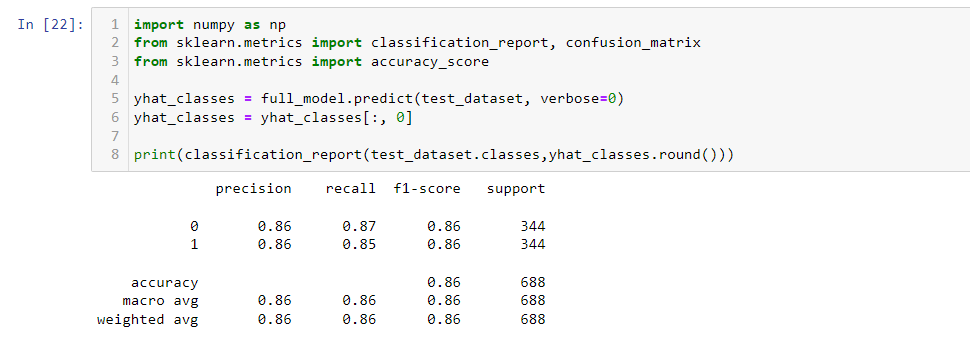 In [22]:
1 import numpy as np
2 from sklearn.metrics import classification_report, confusion_matrix
3 from sklearn.metrics import accuracy_score
4
5 yhat_classes = full_model.predict(test_dataset, verbose=0)
6 yhat_classes = yhat_classes[:, 0]
7
8 print(classification_report(test_dataset.classes,yhat_classes.round()))
precision recall f1-score support
0 0.86 0.87 0.86 344
1 0.86 0.85 0.86 344
accuracy 0.86 688
macro avg 0.86 0.86 0.86 688
weighted avg 0.86 0.86 0.86 688